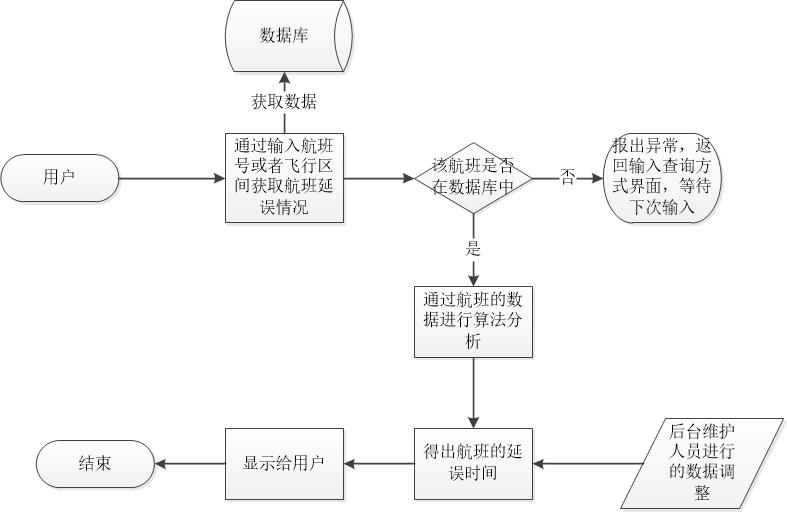 数据库
获取数据
用户
通过输入航班
号或者飞行区
间获取航班延
误情况
该航班是否
在数据库中
否
报出异常，返
回输入查询方
式界面，等待
下次输入
是
通过航班的数
据进行算法分
析
结束
显示给用户
得出航班的延
误时间
后台维护
人员进行
的数据调
整